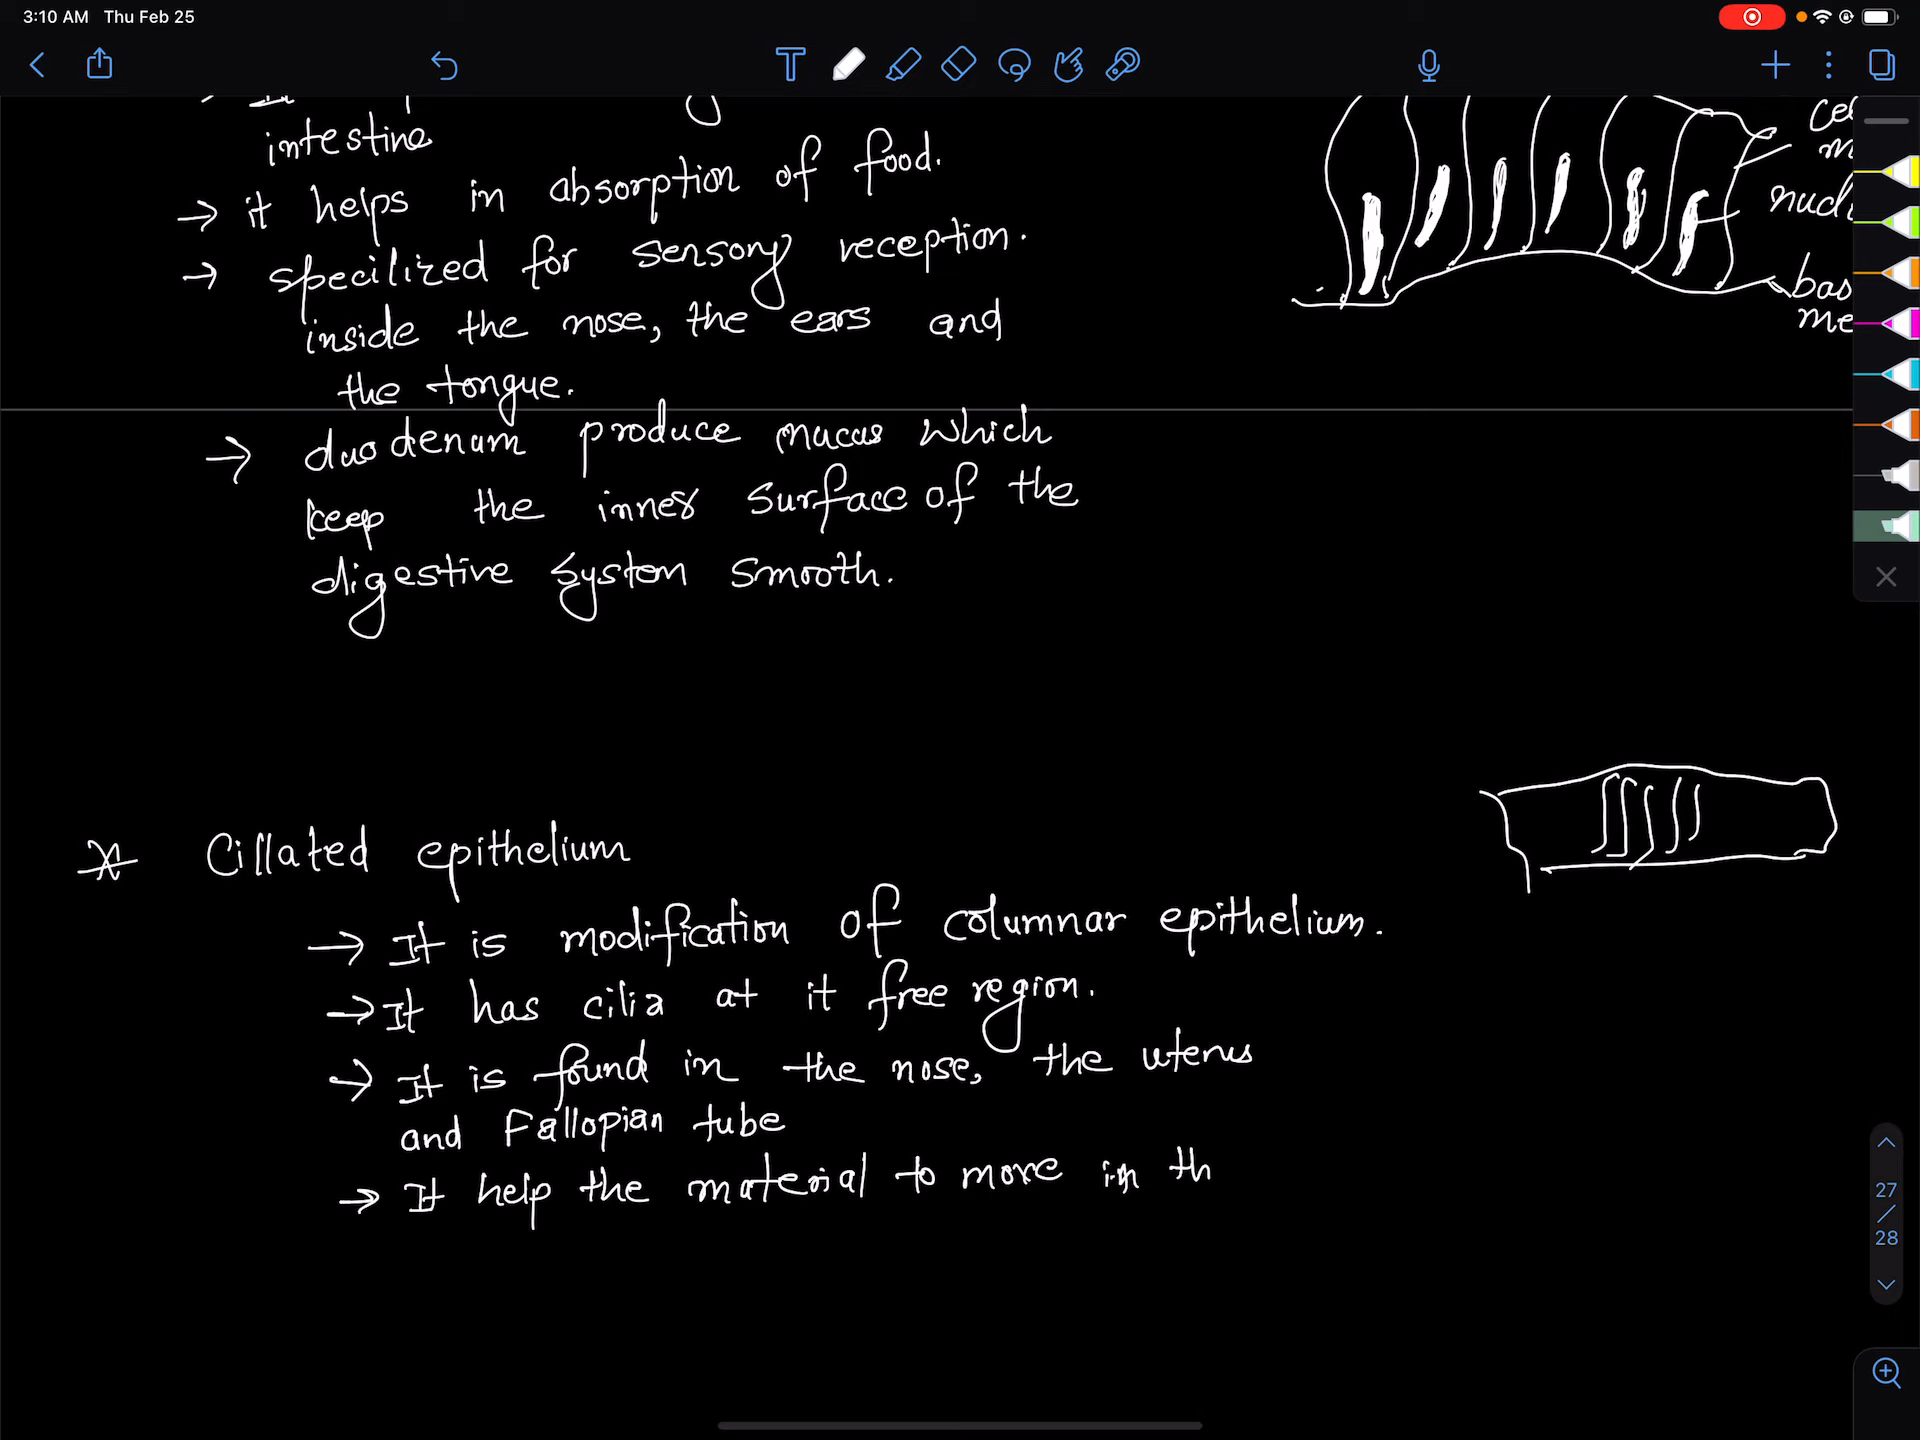 3:10 AM Thu Feb 25
intestine
→ it helps in absorption of food.
→ specilized for sensory reception.
inside the nose, the ears and
the tongue.
→ duodenam produce mucus which
keep the inner surface of the
digestive system smooth.
nucl
bas
me
Cillated epithelium
→ It is modification of columnar epithelium.
→ It has cilia at it free region.
→ It is found in the nose, the uterus
and Fallopian tube
→ It help the material to move in th
27
/
28